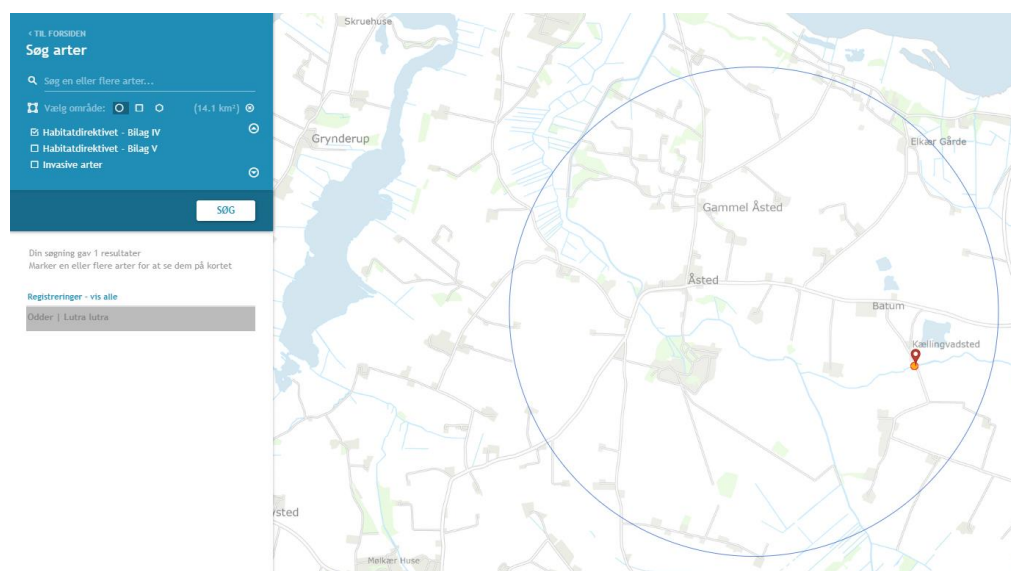 ‹ TIL FORSIDEN
Søg arter
Søg en eller flere arter...
Vælg område: (14.1 km²)
Habitatdirektivet - Bilag IV
Habitatdirektivet - Bilag V
Invasive arter
SØG
Din søgning gav 1 resultater
Marker en eller flere arter for at se dem på kortet
Registreringer - vis alle
Odder | Lutra lutra
Skruehuse
Grynderup
Elkær Gårde
Gammel Åsted
Åsted
Batum
Kællingvadsted
sted
Mølkær Huse